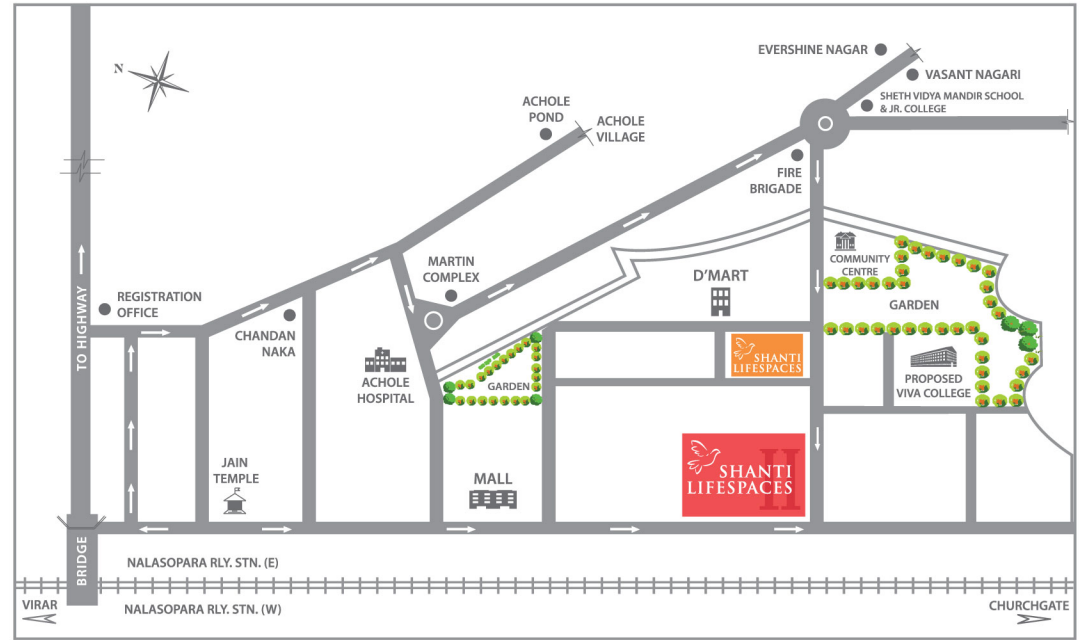 EVERSHINE NAGAR
VASANT NAGARI
SHETH VIDYA MANDIR SCHOOL
& JR. COLLEGE
N
ACHOLE
POND
ACHOLE
VILLAGE
FIRE
BRIGADE
MARTIN
COMPLEX
COMMUNITY
CENTRE
D'MART
GARDEN
REGISTRATION
OFFICE
TO HIGHWAY
CHANDAN
NAKA
SHANTI
LIFESPACES
ACHOLE
HOSPITAL
GARDEN
PROPOSED
VIVA COLLEGE
JAIN
TEMPLE
MALL
SHANTI
LIFESPACES
II
BRIDGE
NALASOPARA RLY. STN. (E)
VIRAR
NALASOPARA RLY. STN. (W)
CHURCHGATE